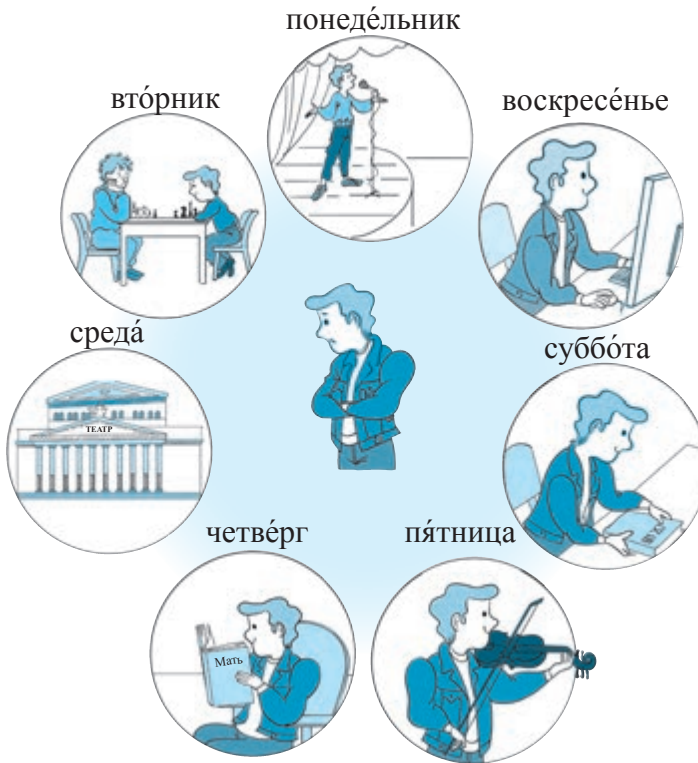 понеде́льник
вто́рник
воскресе́нье
среда́
суббо́та
ТЕАТР
четве́рг
пя́тница
Мать